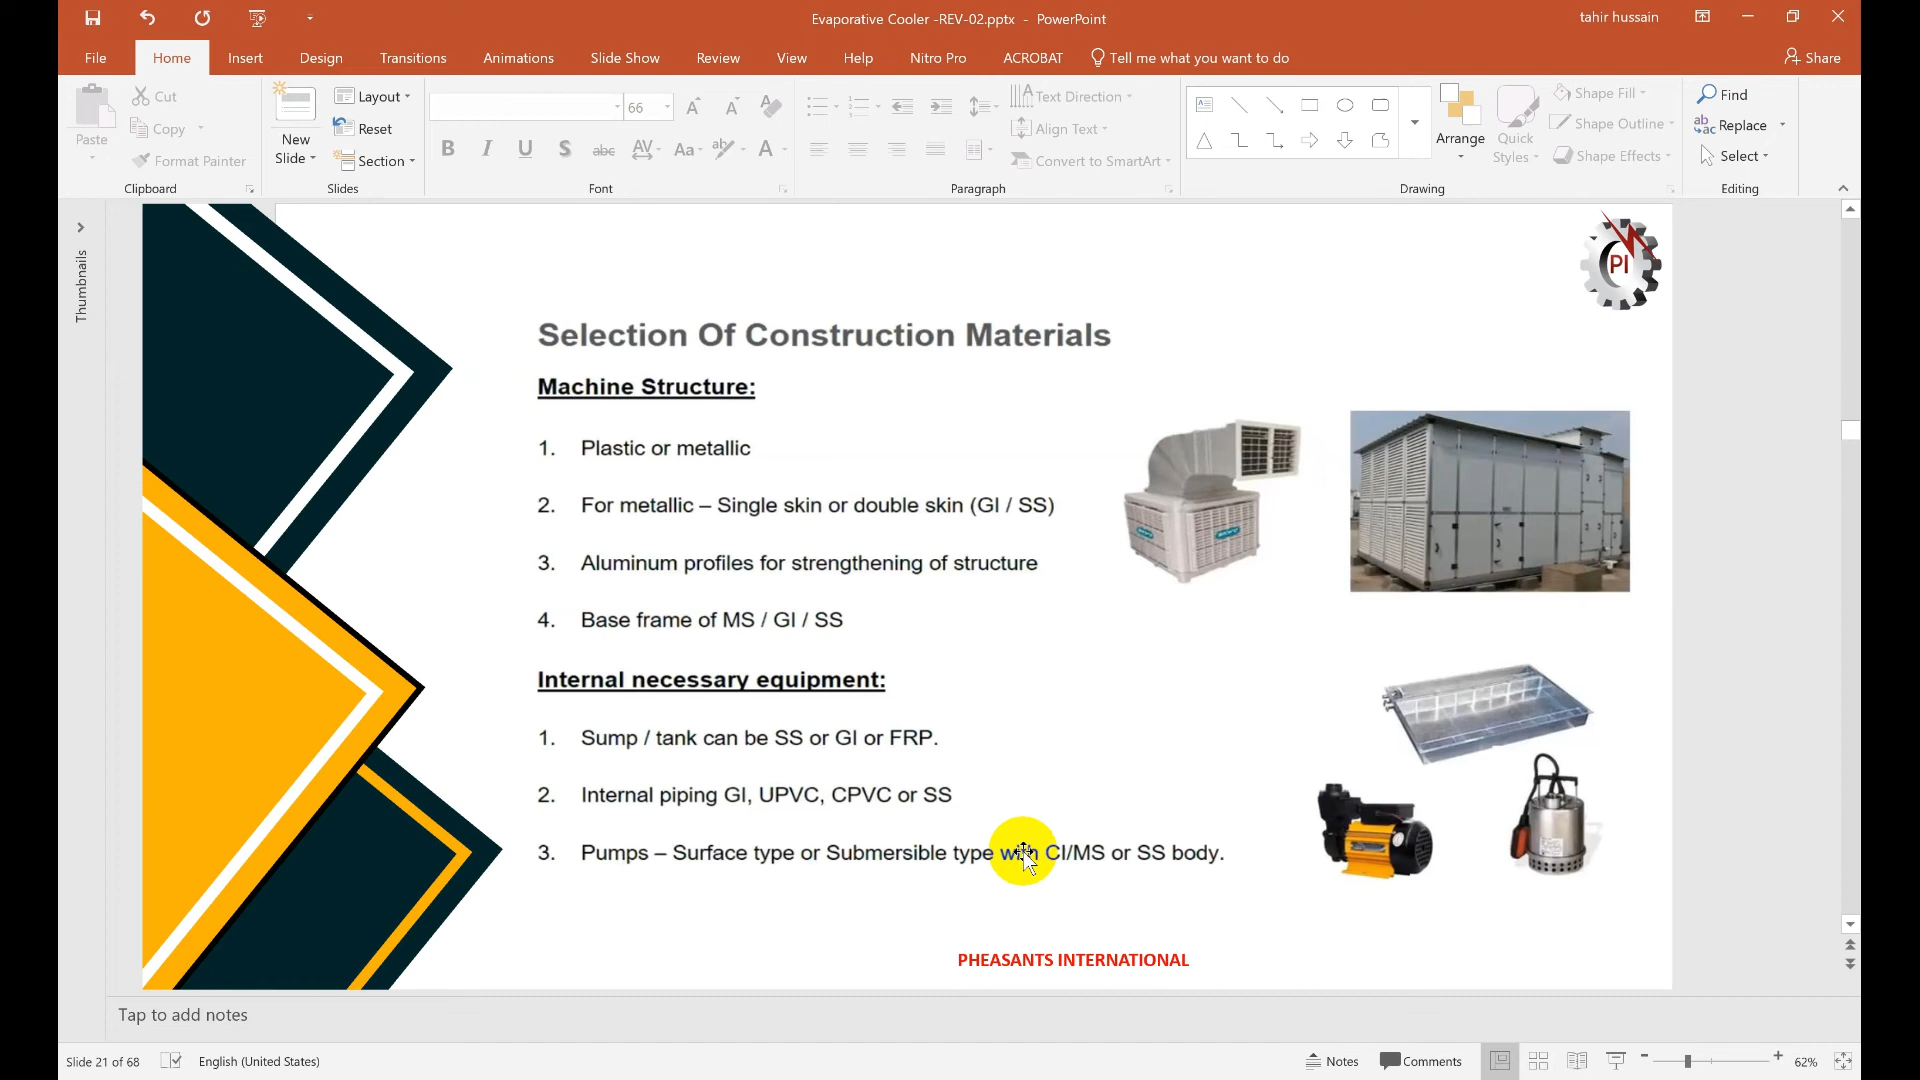 Evaporative Cooler -REV-02.pptx - PowerPoint
tahir hussain
File Home Insert Design Transitions Animations Slide Show Review View Help Nitro Pro ACROBAT Tell me what you want to do Share
Paste
Cut
Copy
Format Painter
Clipboard
New Slide
Layout
Reset
Section
Slides
66
B I U S abc AV Aa A
Font
Text Direction
Align Text
Convert to SmartArt
Paragraph
Arrange
Quick Styles
Shape Fill
Shape Outline
Shape Effects
Drawing
Find
Replace
Select
Editing
Thumbnails
PI
Selection Of Construction Materials
Machine Structure:
1. Plastic or metallic
2. For metallic – Single skin or double skin (GI / SS)
3. Aluminum profiles for strengthening of structure
4. Base frame of MS / GI / SS
Internal necessary equipment:
1. Sump / tank can be SS or GI or FRP.
2. Internal piping GI, UPVC, CPVC or SS
3. Pumps – Surface type or Submersible type with CI/MS or SS body.
PHEASANTS INTERNATIONAL
Tap to add notes
Slide 21 of 68 English (United States) Notes Comments 62%